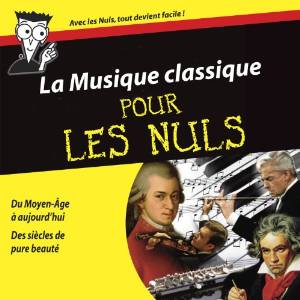 Avec les Nuls, tout devient facile !
La Musique classique
POUR
LES NULS
Du Moyen-Âge
à aujourd'hui
Des siècles de
pure beauté